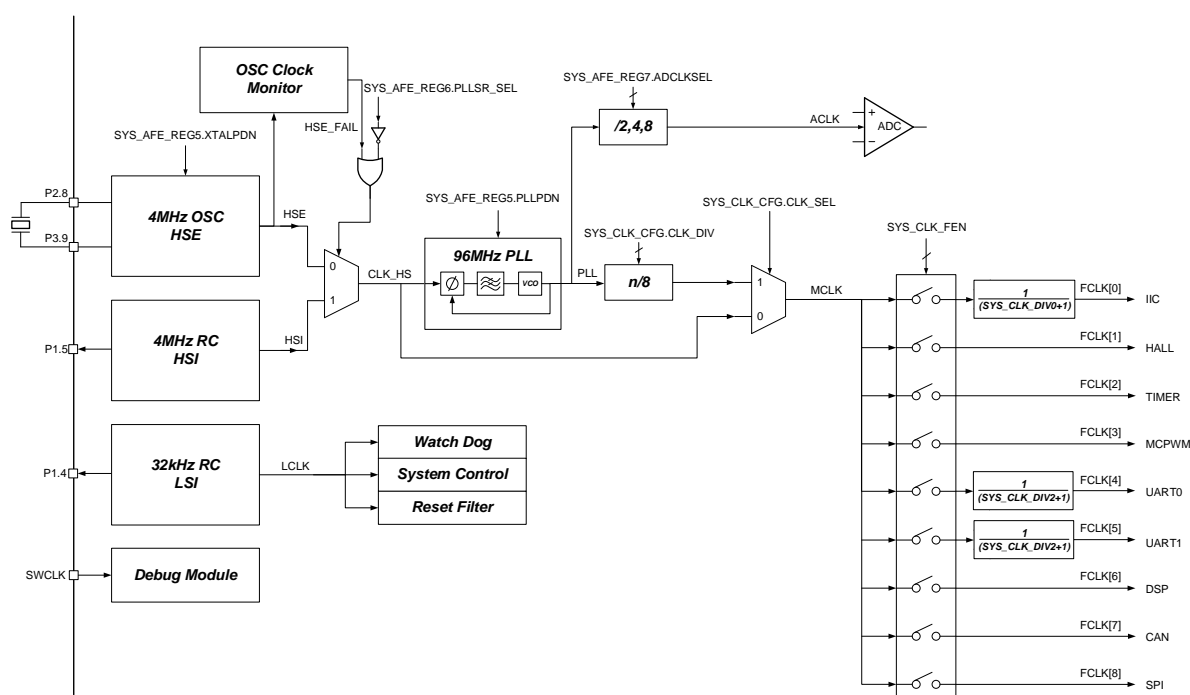 OSC Clock
Monitor
SYS_AFE_REG6.PLLSR_SEL
SYS_AFE_REG7.ADCLKSEL
HSE_FAIL
/2,4,8
ACLK
+
ADC
−
SYS_AFE_REG5.XTALPDN
P2.8
P3.9
4MHz OSC
HSE
HSE
0
1
CLK_HS
SYS_AFE_REG5.PLLPDN
96MHz PLL
VCO
PLL
SYS_CLK_CFG.CLK_DIV
n/8
SYS_CLK_CFG.CLK_SEL
1
0
MCLK
SYS_CLK_FEN
P1.5
4MHz RC
HSI
HSI
P1.4
32kHz RC
LSI
LCLK
Watch Dog
System Control
Reset Filter
SWCLK
Debug Module
1
(SYS_CLK_DIV0+1)
FCLK[0]
IIC
FCLK[1]
HALL
FCLK[2]
TIMER
FCLK[3]
MCPWM
1
(SYS_CLK_DIV2+1)
FCLK[4]
UART0
1
(SYS_CLK_DIV2+1)
FCLK[5]
UART1
FCLK[6]
DSP
FCLK[7]
CAN
FCLK[8]
SPI